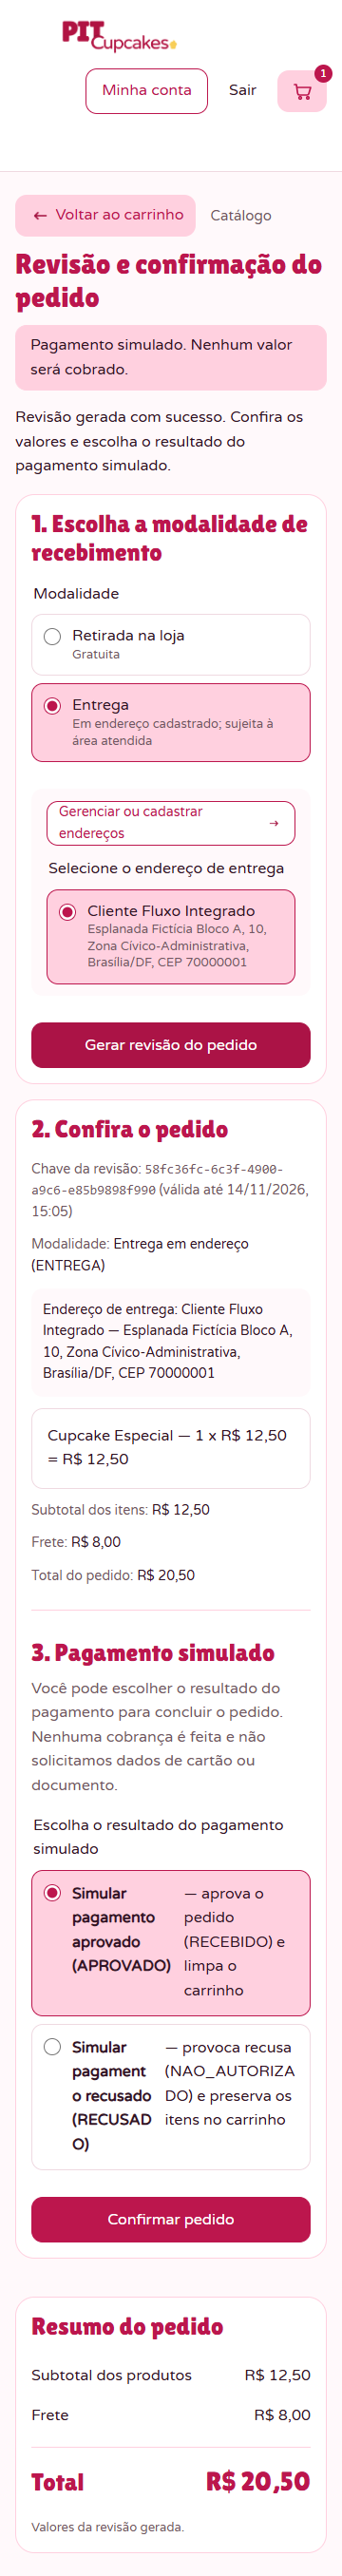 PIT
Cupcakes
Minha conta
Sair
1
← Voltar ao carrinho
Catálogo
Revisão e confirmação do
pedido
Pagamento simulado. Nenhum valor
será cobrado.
Revisão gerada com sucesso. Confira os
valores e escolha o resultado do
pagamento simulado.
1. Escolha a modalidade de
recebimento
Modalidade
Retirada na loja
Gratuita
Entrega
Em endereço cadastrado; sujeita à
área atendida
Gerenciar ou cadastrar
endereços
→
Selecione o endereço de entrega
Cliente Fluxo Integrado
Esplanada Fictícia Bloco A, 10,
Zona Cívico-Administrativa,
Brasília/DF, CEP 70000001
Gerar revisão do pedido
2. Confira o pedido
Chave da revisão: 58fc36fc-6c3f-4900-
a9c6-e85b9898f990 (válida até 14/11/2026,
15:05)
Modalidade: Entrega em endereço
(ENTREGA)
Endereço de entrega: Cliente Fluxo
Integrado — Esplanada Fictícia Bloco A,
10, Zona Cívico-Administrativa,
Brasília/DF, CEP 70000001
Cupcake Especial — 1 x R$ 12,50
= R$ 12,50
Subtotal dos itens: R$ 12,50
Frete: R$ 8,00
Total do pedido: R$ 20,50
3. Pagamento simulado
Você pode escolher o resultado do
pagamento para concluir o pedido.
Nenhuma cobrança é feita e não
solicitamos dados de cartão ou
documento.
Escolha o resultado do pagamento
simulado
Simular
pagamento
aprovado
(APROVADO)
— aprova o
pedido
(RECEBIDO) e
limpa o
carrinho
Simular
pagament
o recusado
(RECUSAD
O)
— provoca recusa
(NAO_AUTORIZA
DO) e preserva os
itens no carrinho
Confirmar pedido
Resumo do pedido
Subtotal dos produtos R$ 12,50
Frete R$ 8,00
Total R$ 20,50
Valores da revisão gerada.